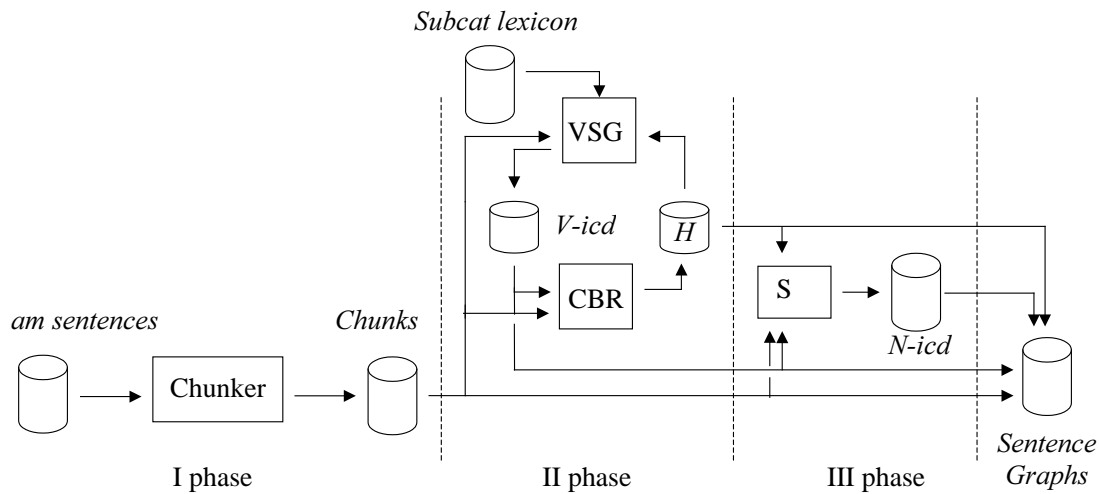 Subcat lexicon
VSG
V-icd
H
CBR
S
N-icd
am sentences
Chunker
Chunks
Sentence
Graphs
I phase
II phase
III phase